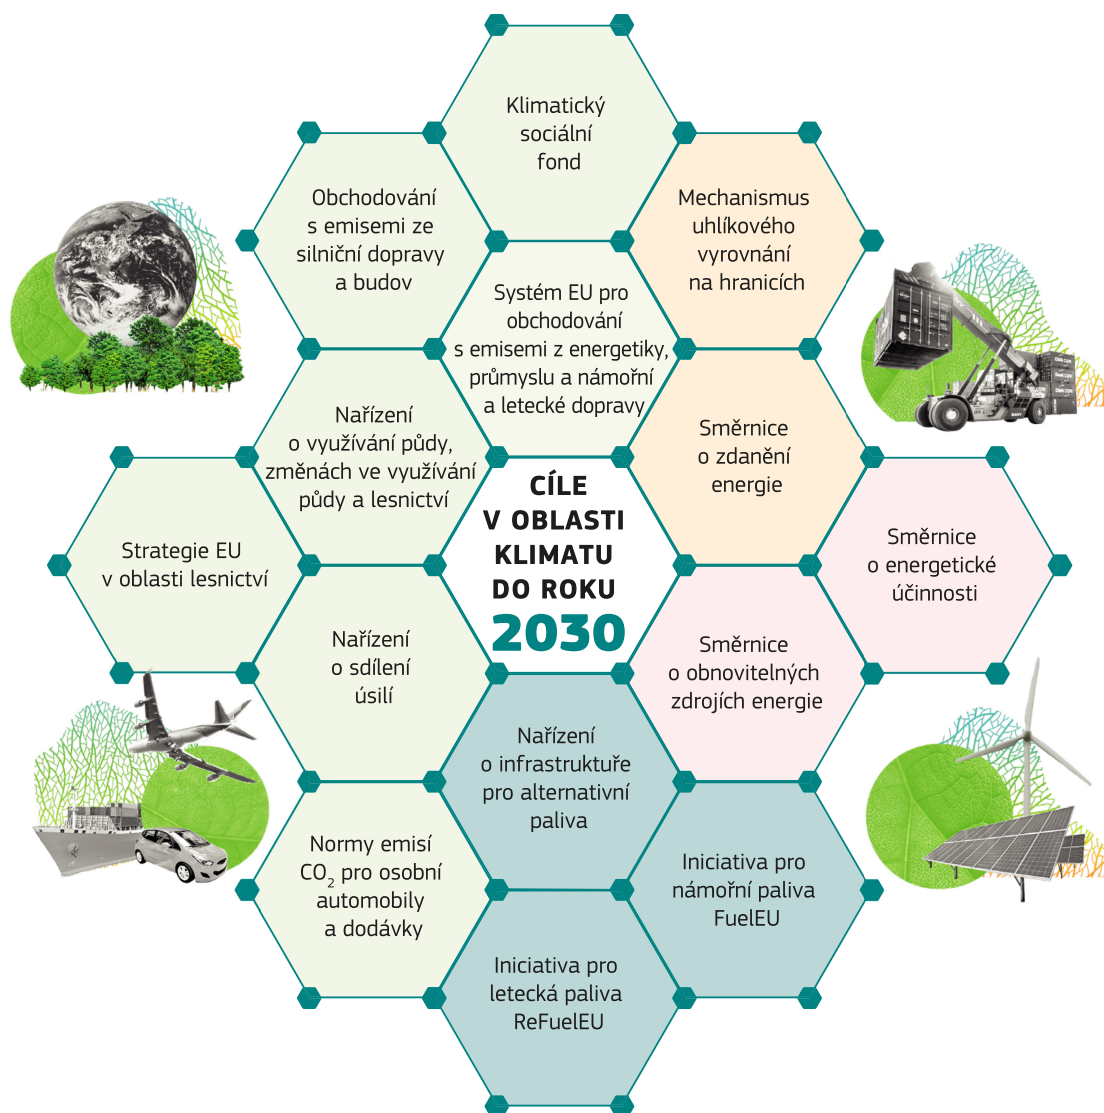 Klimatický
sociální
fond
Obchodování
s emisemi ze
silniční dopravy
a budov
Mechanismus
uhlíkového
vyrovnání
na hranicích
Systém EU pro
obchodování
s emisemi z energetiky,
průmyslu a námořní
a letecké dopravy
Nařízení
o využívání půdy,
změnách ve využívání
půdy a lesnictví
Směrnice
o zdanění
energie
CÍLE
V OBLASTI
KLIMATU
DO ROKU
2030
Strategie EU
v oblasti lesnictví
Směrnice
o energetické
účinnosti
Nařízení
o sdílení
úsilí
Směrnice
o obnovitelných
zdrojích energie
Nařízení
o infrastruktuře
pro alternativní
paliva
Normy emisí
CO₂ pro osobní
automobily
a dodávky
Iniciativa pro
námořní paliva
FuelEU
Iniciativa pro
letecká paliva
ReFuelEU